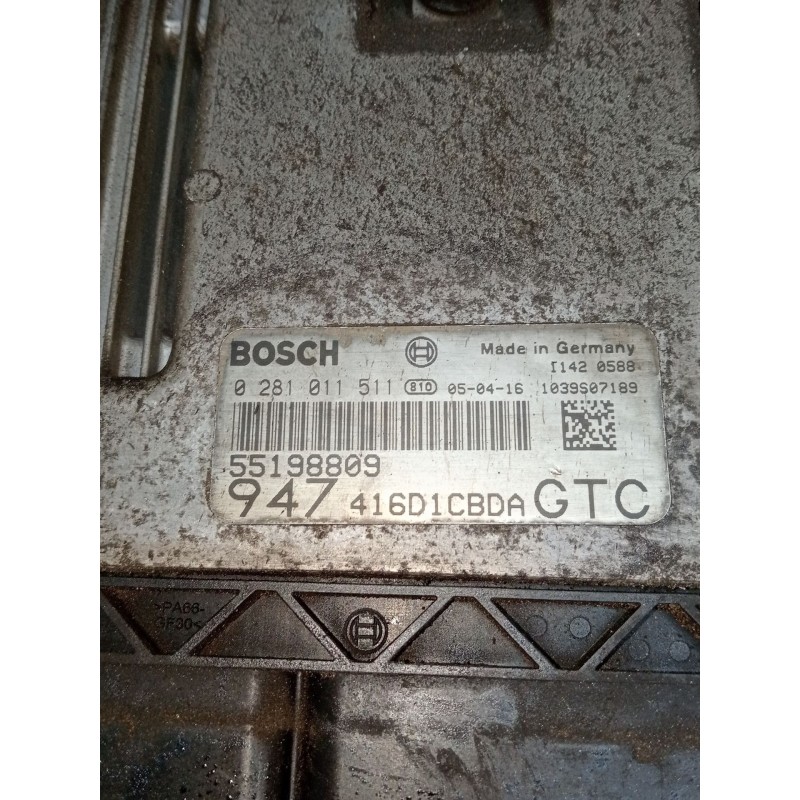 BOSCH Made in Germany
I142 0588
0 281 011 511 810 05-04-16 1039S07189
55198809
947 416D1CBDA GTC
>PA66-
GF30<